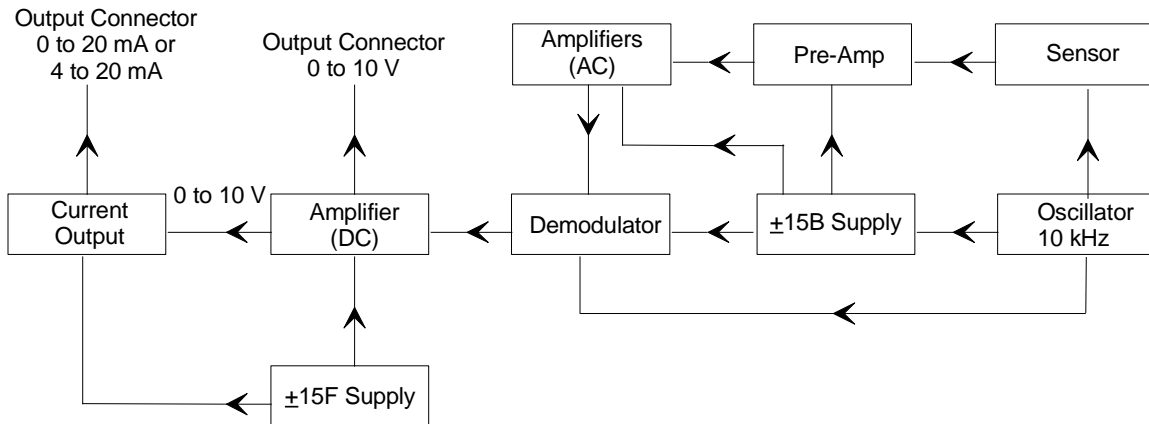 Output Connector
0 to 20 mA or
4 to 20 mA
Output Connector
0 to 10 V
Amplifiers
(AC)
Pre-Amp
Sensor
0 to 10 V
Current
Output
Amplifier
(DC)
Demodulator
±15B Supply
Oscillator
10 kHz
±15F Supply